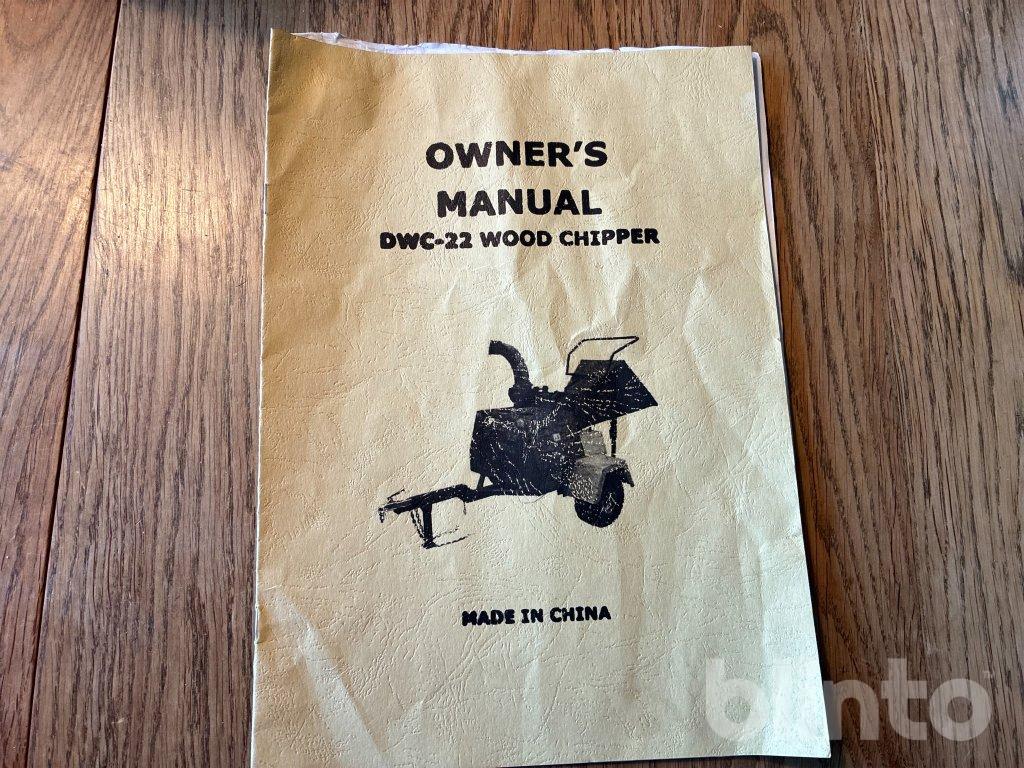 OWNER'S
MANUAL
DWC-22 WOOD CHIPPER
MADE IN CHINA
blinto